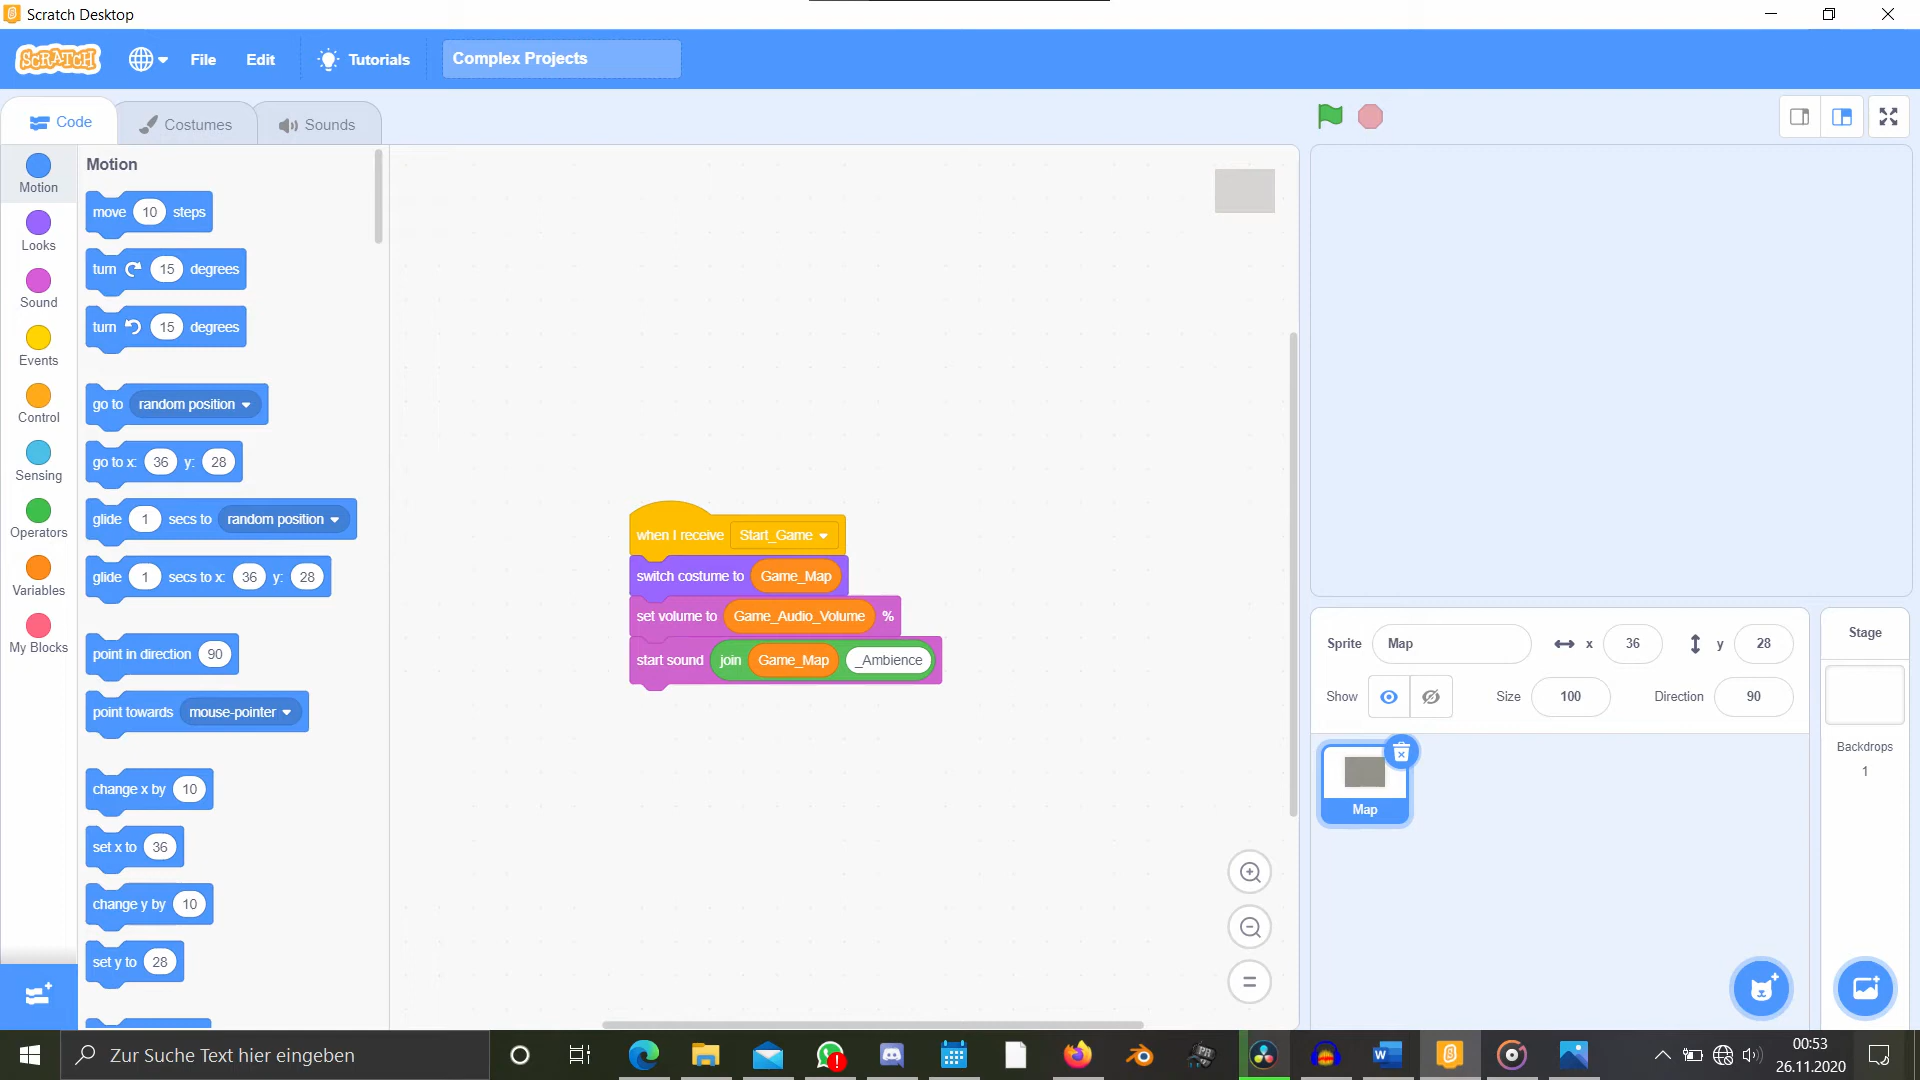 Scratch Desktop
SCRATCH
File
Edit
Tutorials
Complex Projects
Code
Costumes
Sounds
Motion
Looks
Sound
Events
Control
Sensing
Operators
Variables
My Blocks
Motion
move 10 steps
turn 15 degrees
turn 15 degrees
go to random position
go to x: 36 y: 28
glide 1 secs to random position
glide 1 secs to x: 36 y: 28
point in direction 90
point towards mouse-pointer
change x by 10
set x to 36
change y by 10
set y to 28
when I receive Start_Game
switch costume to Game_Map
set volume to Game_Audio_Volume %
start sound join Game_Map _Ambience
Sprite Map x 36 y 28
Show Size 100 Direction 90
Map
Stage
Backdrops
1
Zur Suche Text hier eingeben
00:53
26.11.2020